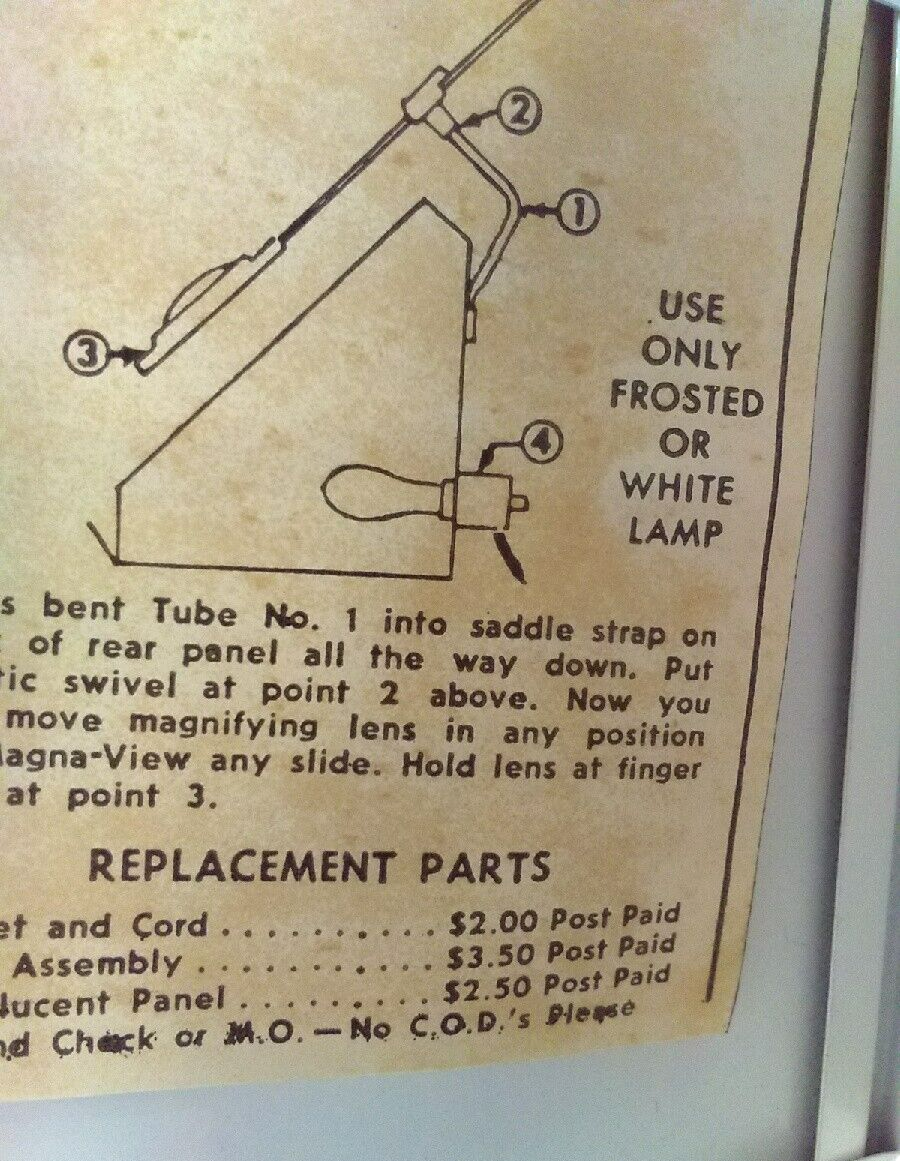 2
1
3
4
USE
ONLY
FROSTED
OR
WHITE
LAMP
s bent Tube No. 1 into saddle strap on
of rear panel all the way down. Put
tic swivel at point 2 above. Now you
move magnifying lens in any position
agna-View any slide. Hold lens at finger
at point 3.
REPLACEMENT PARTS
et and Cord .......... $2.00 Post Paid
Assembly ............ $3.50 Post Paid
lucent Panel ......... $2.50 Post Paid
nd Check or M.O. — No C.O.D.'s Please